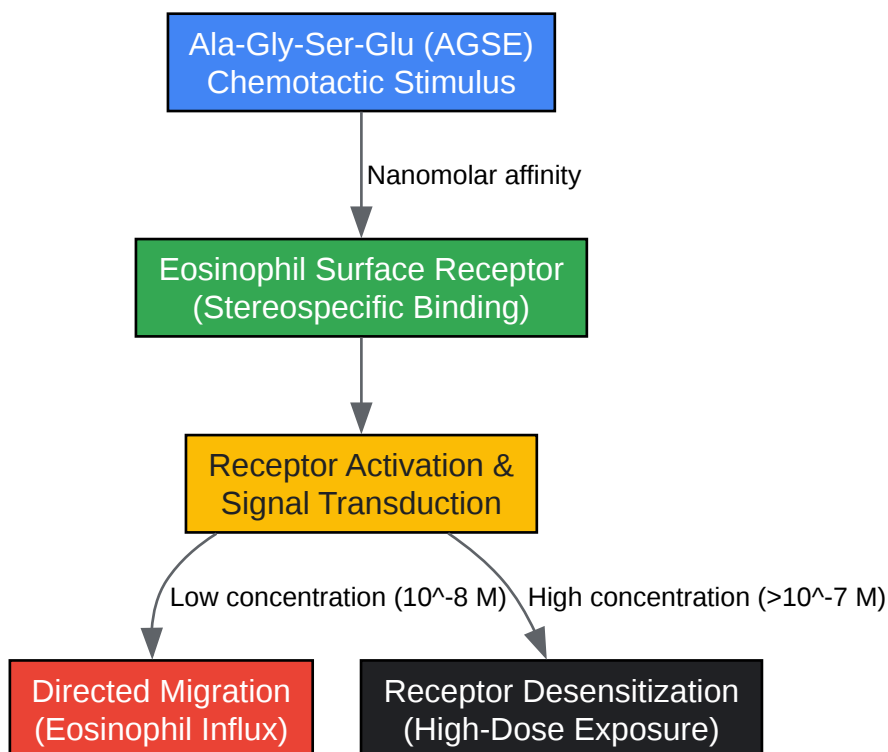 Ala-Gly-Ser-Glu (AGSE)
Chemotactic Stimulus
Nanomolar affinity
Eosinophil Surface Receptor
(Stereospecific Binding)
Receptor Activation &
Signal Transduction
Low concentration (10^-8 M)
High concentration (>10^-7 M)
Directed Migration
(Eosinophil Influx)
Receptor Desensitization
(High-Dose Exposure)